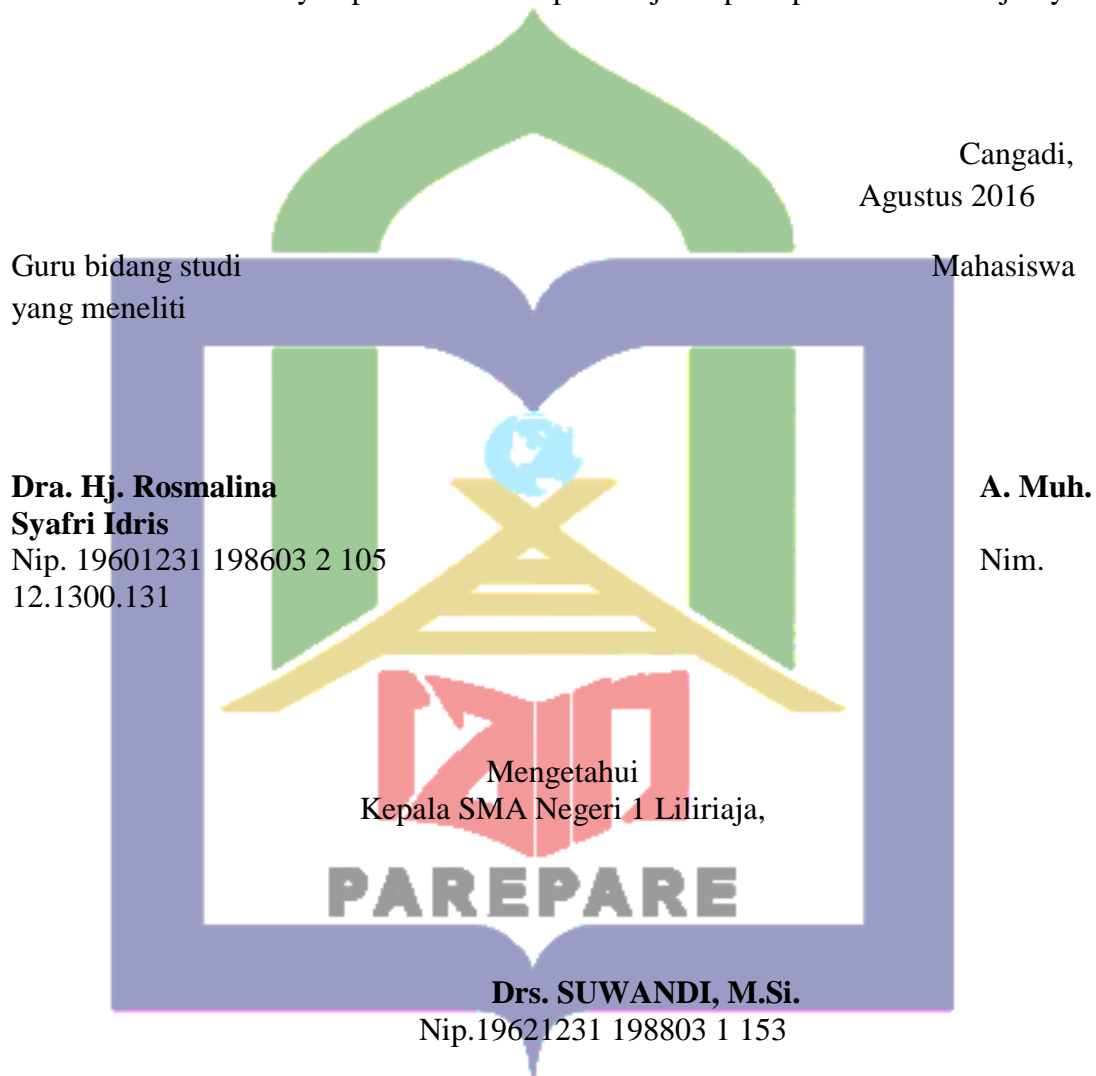 Cangadi,
Agustus 2016
Guru bidang studi Mahasiswa
yang meneliti
Dra. Hj. Rosmalina A. Muh.
Syafri Idris
Nip. 19601231 198603 2 105 Nim.
12.1300.131
Mengetahui
Kepala SMA Negeri 1 Liliriaja,
PAREPARE
Drs. SUWANDI, M.Si.
Nip.19621231 198803 1 153